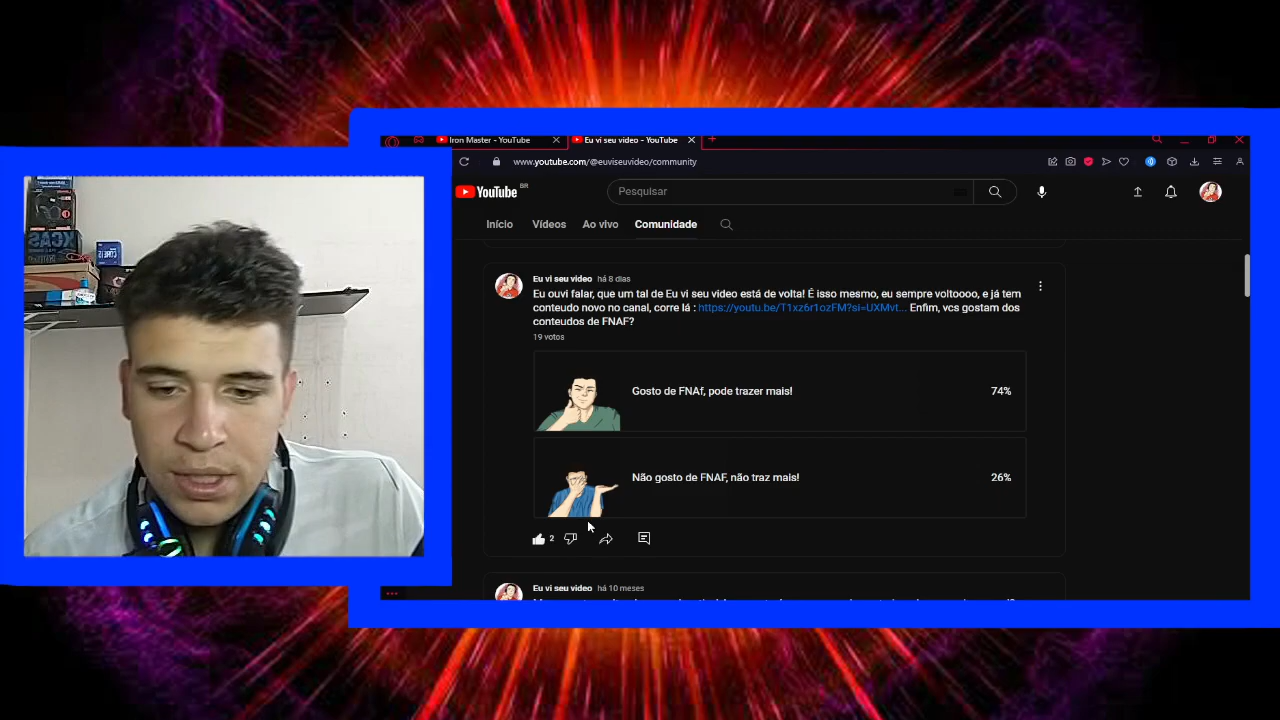 Iron Master - YouTube
Eu vi seu video - YouTube
www.youtube.com/@euviseuvideo/community
YouTube BR
Pesquisar
Início Vídeos Ao vivo Comunidade
Eu vi seu video há 8 dias
Eu ouvi falar, que um tal de Eu vi seu video está de volta! É isso mesmo, eu sempre voltoooo, e já tem
conteudo novo no canal, corre lá : https://youtu.be/T1xz6r1ozFM?si=UXMvt... Enfim, vcs gostam dos
conteudos de FNAF?
19 votos
Gosto de FNAf, pode trazer mais!
74%
Não gosto de FNAF, não traz mais!
26%
2
Eu vi seu video há 10 meses